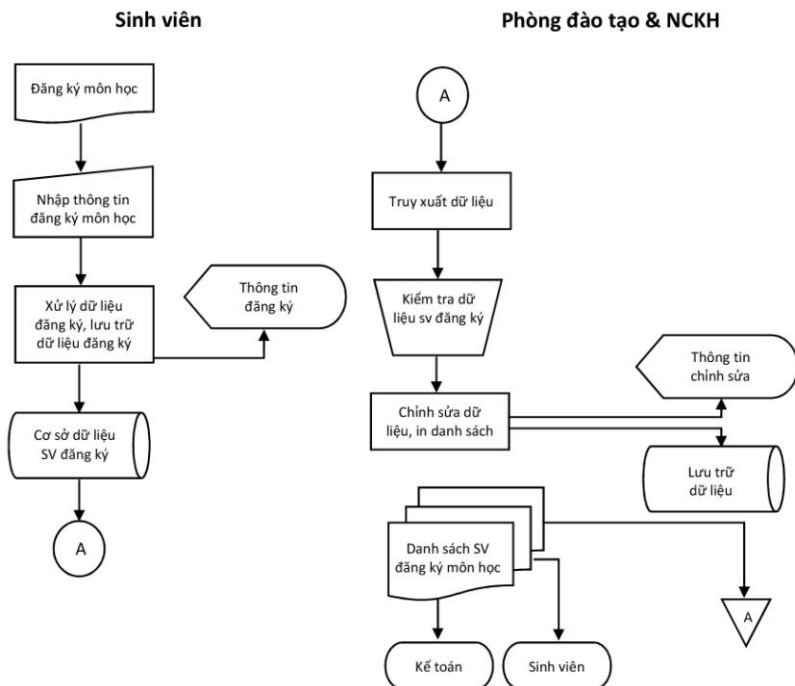 Sinh viên
Đăng ký môn học
Nhập thông tin
đăng ký môn học
Xử lý dữ liệu
đăng ký, lưu trữ
dữ liệu đăng ký
Thông tin
đăng ký
Cơ sở dữ liệu
SV đăng ký
A
Phòng đào tạo & NCKH
A
Truy xuất dữ liệu
Kiểm tra dữ
liệu sv đăng ký
Chỉnh sửa dữ
liệu, in danh sách
Thông tin
chỉnh sửa
Lưu trữ
dữ liệu
Danh sách SV
đăng ký môn học
A
Kế toán
Sinh viên